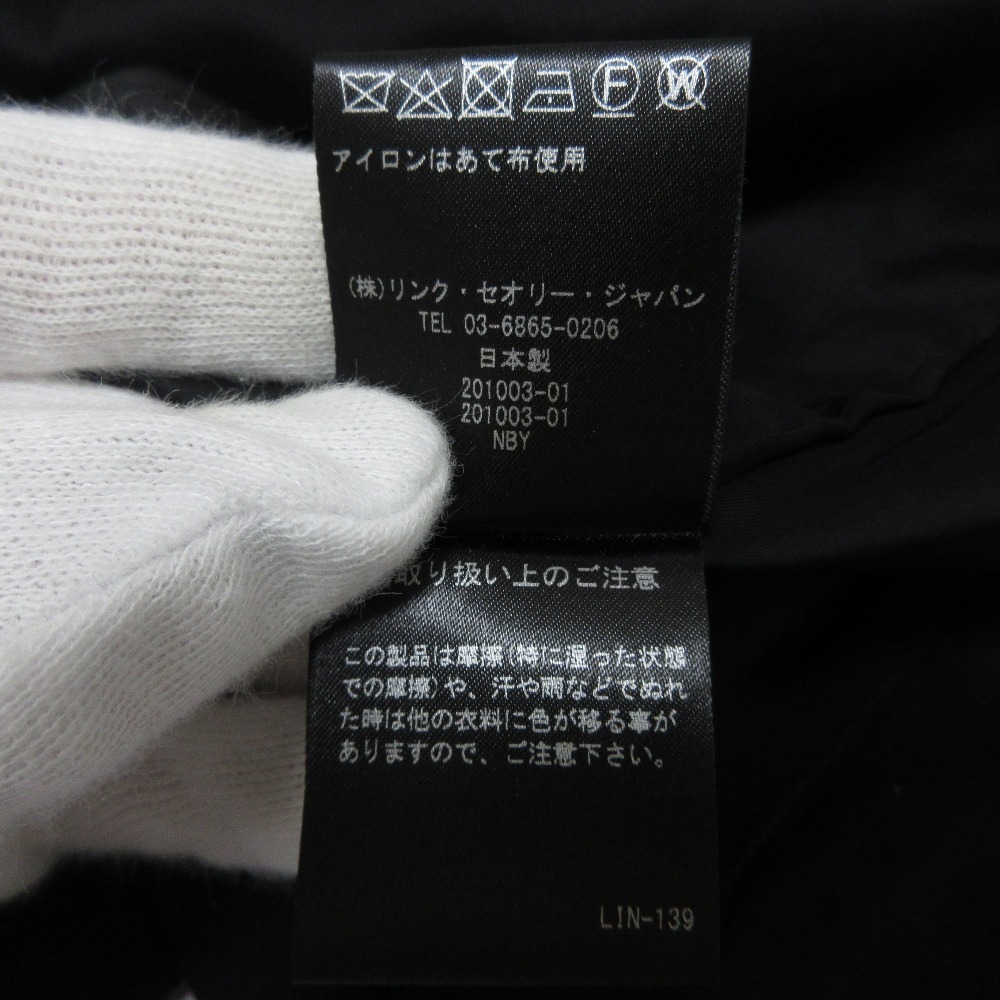 F W
アイロンはあて布使用
(株)リンク・セオリー・ジャパン
TEL 03-6865-0206
日本製
201003-01
201003-01
NBY
取り扱い上のご注意
この製品は摩擦(特に湿った状態
での摩擦)や、汗や雨などでぬれ
た時は他の衣料に色が移る事が
ありますので、ご注意下さい。
LIN-139